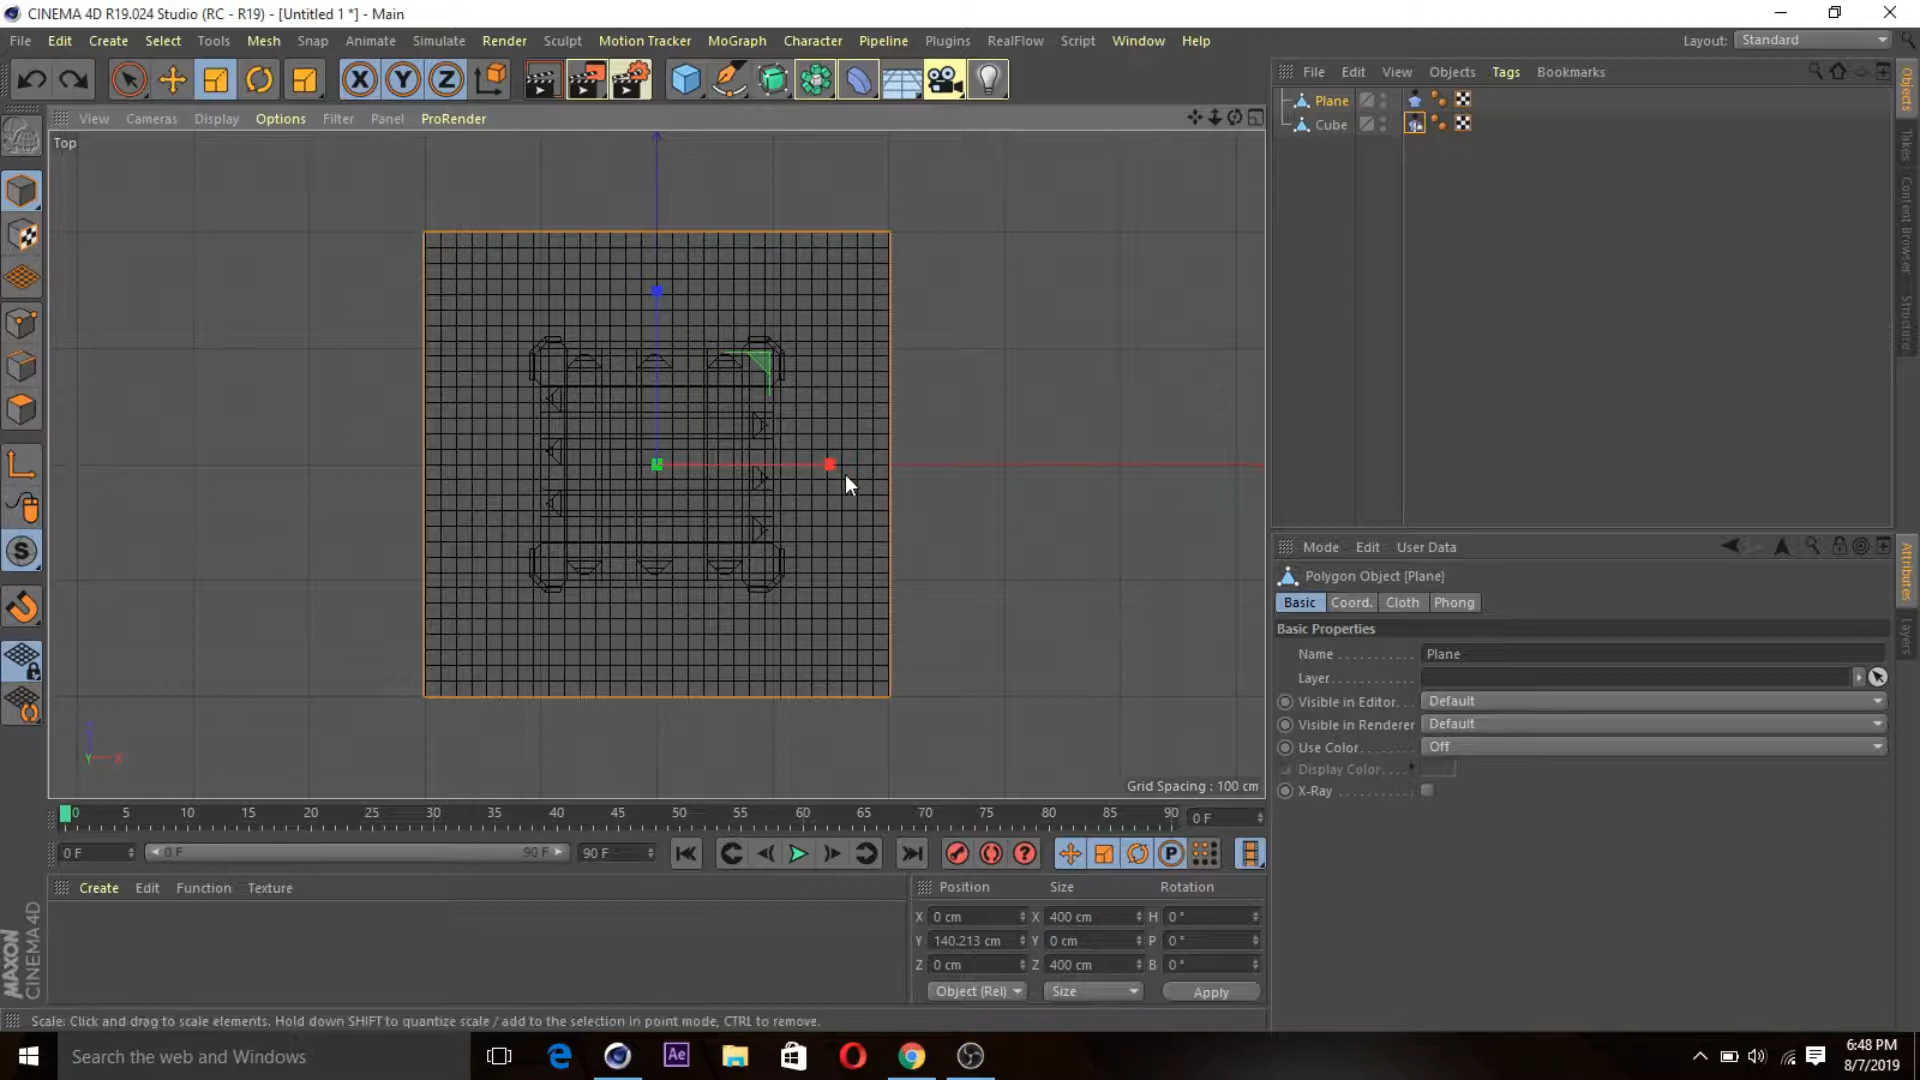 CINEMA 4D R19.024 Studio (RC - R19) - [Untitled 1 *] - Main
File Edit Create Select Tools Mesh Snap Animate Simulate Render Sculpt Motion Tracker MoGraph Character Pipeline Plugins RealFlow Script Window Help Layout: Standard
X Y Z
File Edit View Objects Tags Bookmarks
Plane
Cube
View Cameras Display Options Filter Panel ProRender
Top
Y X
Grid Spacing : 100 cm
S
Objects
Takes
Content Browser
Structure
Mode Edit User Data
Polygon Object [Plane]
Basic Coord. Cloth Phong
Basic Properties
Name Plane
Layer
Visible in Editor Default
Visible in Renderer Default
Use Color Off
Display Color
X-Ray
Attributes
Layers
0 5 10 15 20 25 30 35 40 45 50 55 60 65 70 75 80 85 90 0 F
0 F 0 F 90 F 90 F P
Create Edit Function Texture
Position Size Rotation
X 0 cm X 400 cm H 0 °
Y 140.213 cm Y 0 cm P 0 °
Z 0 cm Z 400 cm B 0 °
Object (Rel) Size Apply
MAXON
CINEMA 4D
Scale: Click and drag to scale elements. Hold down SHIFT to quantize scale / add to the selection in point mode, CTRL to remove.
Search the web and Windows
Ae
6:48 PM
8/7/2019